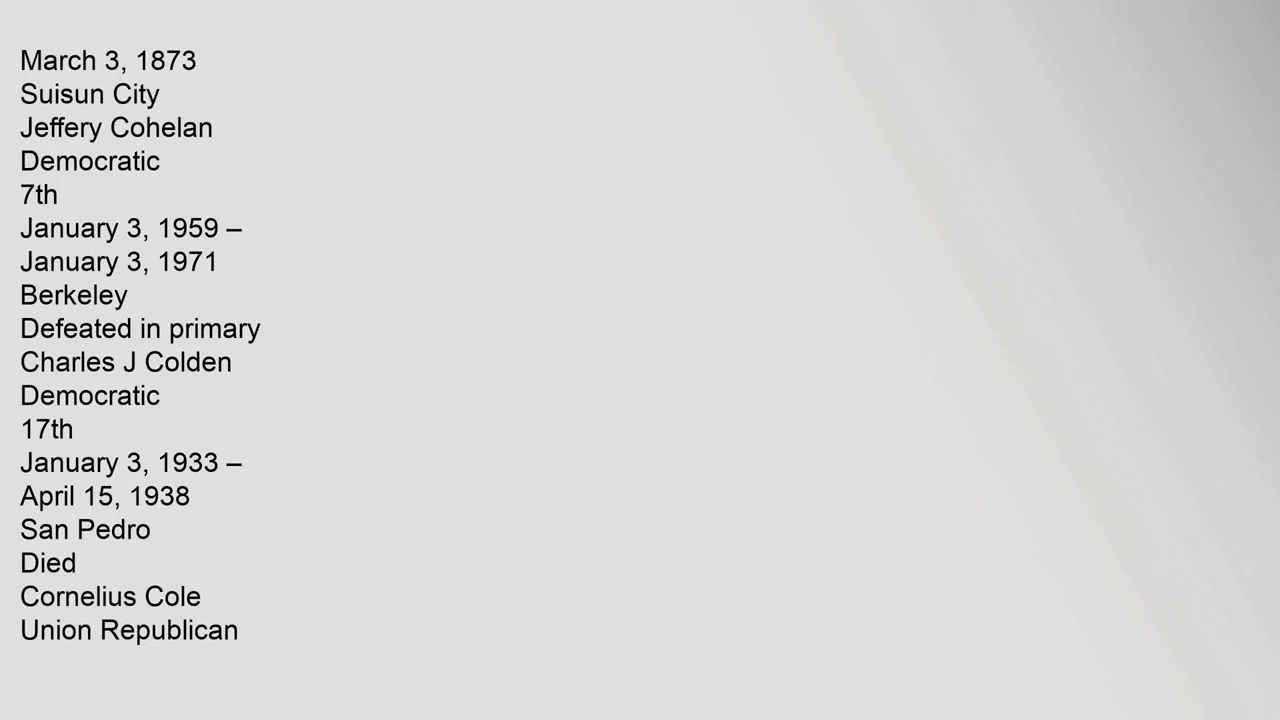 March 3, 1873
Suisun City
Jeffery Cohelan
Democratic
7th
January 3, 1959 –
January 3, 1971
Berkeley
Defeated in primary
Charles J Colden
Democratic
17th
January 3, 1933 –
April 15, 1938
San Pedro
Died
Cornelius Cole
Union Republican